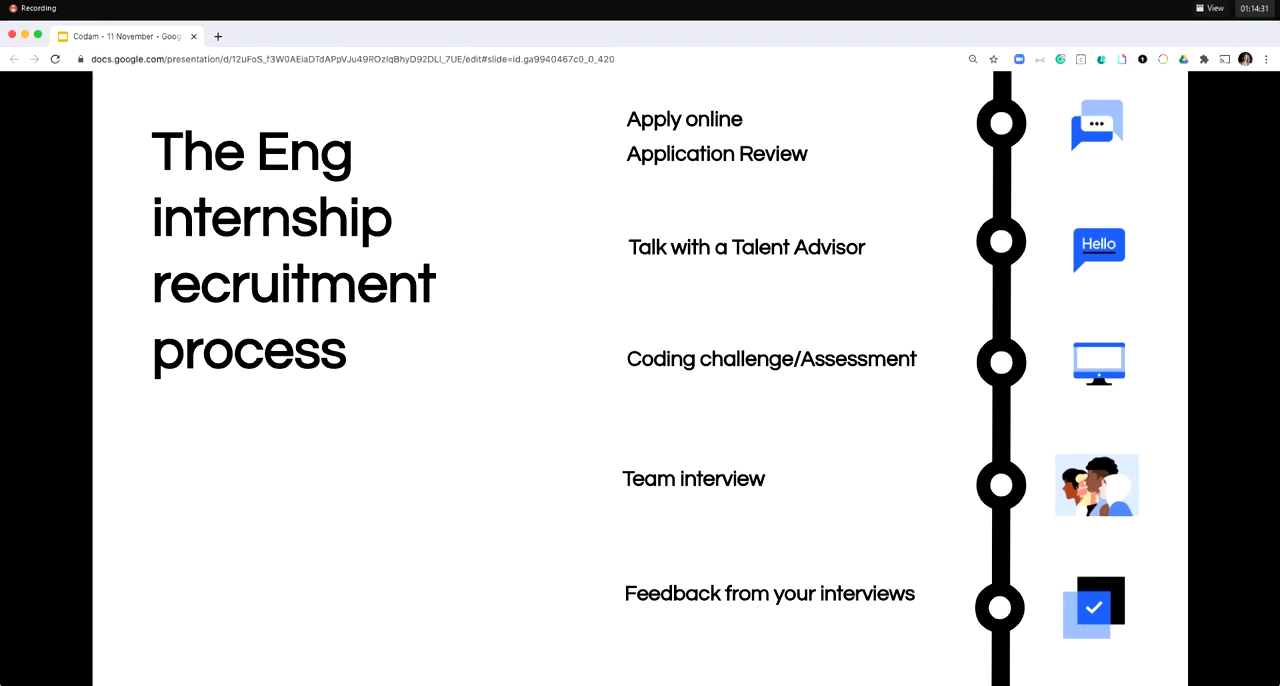 Recording
View
01:14:31
Codam - 11 November - Goog
docs.google.com/presentation/d/12uFoS_f3W0AEiaDTdAPpVJu49ROzIqBhyD92DLl_7UE/edit#slide=id.ga9940467c0_0_420
The Eng
internship
recruitment
process
Apply online
Application Review
Talk with a Talent Advisor
Hello
Coding challenge/Assessment
Team interview
Feedback from your interviews